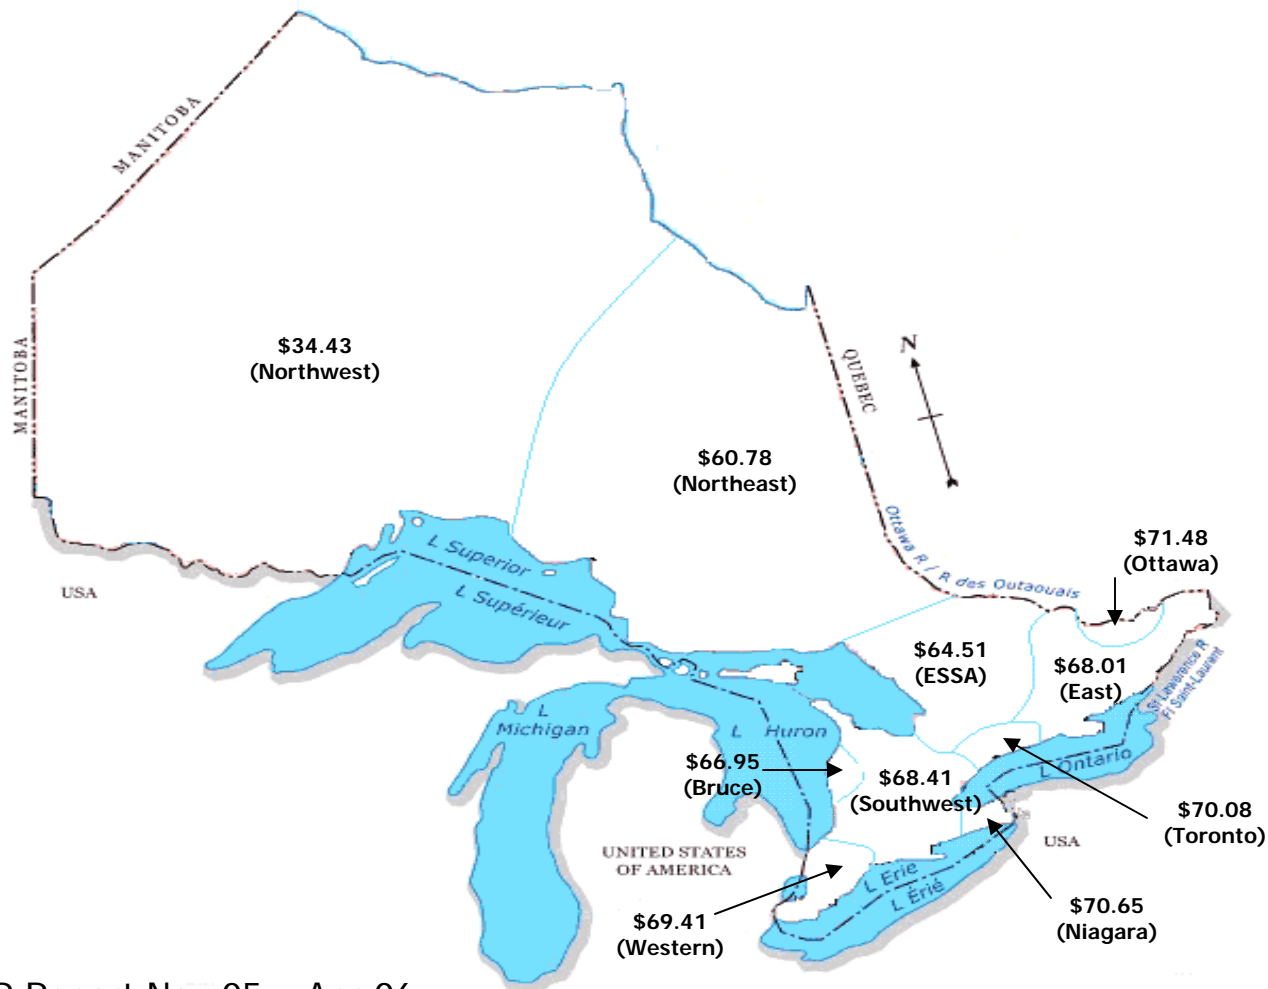 MANITOBA
MANITOBA
$34.43
(Northwest)
QUEBEC
N
$60.78
(Northeast)
Ottawa R / R des Outaouais
$71.48
(Ottawa)
L Superior
L Supérieur
USA
$64.51
(ESSA)
$68.01
(East)
St Lawrence R
Fl Saint-Laurent
L
Michigan
L Huron
$66.95
(Bruce)
$68.41
(Southwest)
L Ontario
$70.08
(Toronto)
USA
UNITED STATES
OF AMERICA
L Erie
L Érié
$69.41
(Western)
$70.65
(Niagara)